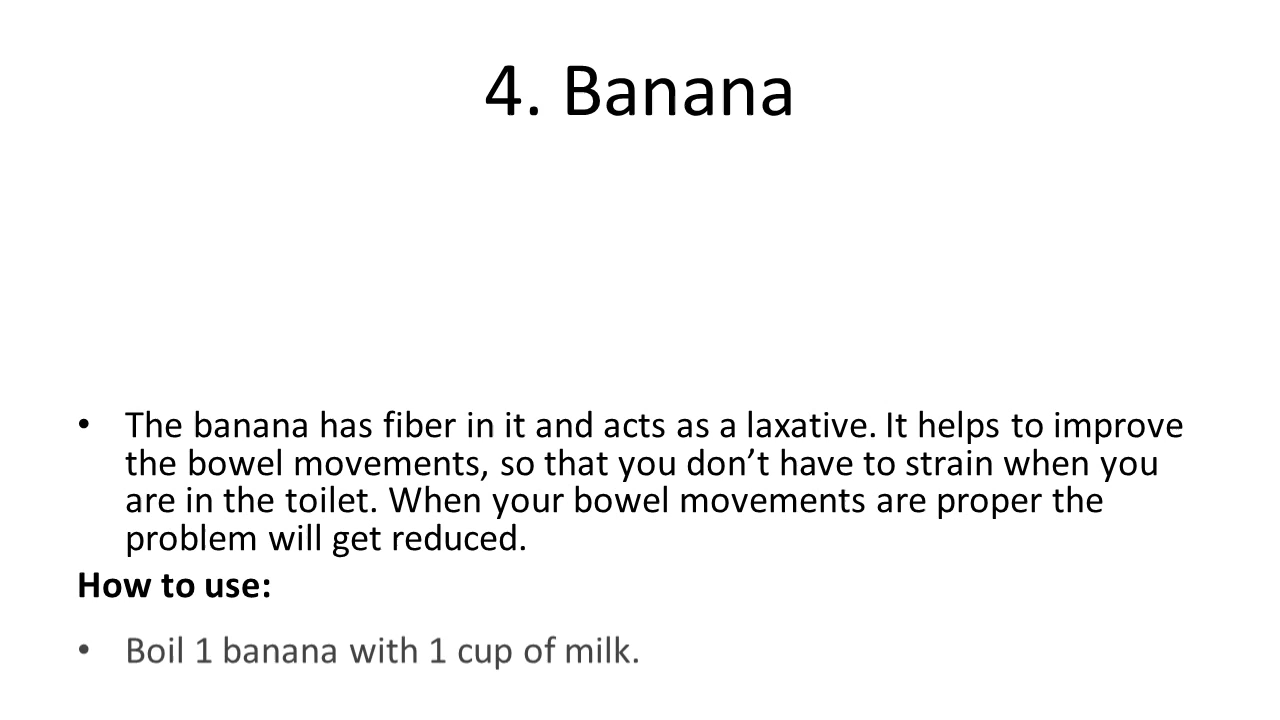 4. Banana
• The banana has fiber in it and acts as a laxative. It helps to improve
the bowel movements, so that you don’t have to strain when you
are in the toilet. When your bowel movements are proper the
problem will get reduced.
How to use:
• Boil 1 banana with 1 cup of milk.